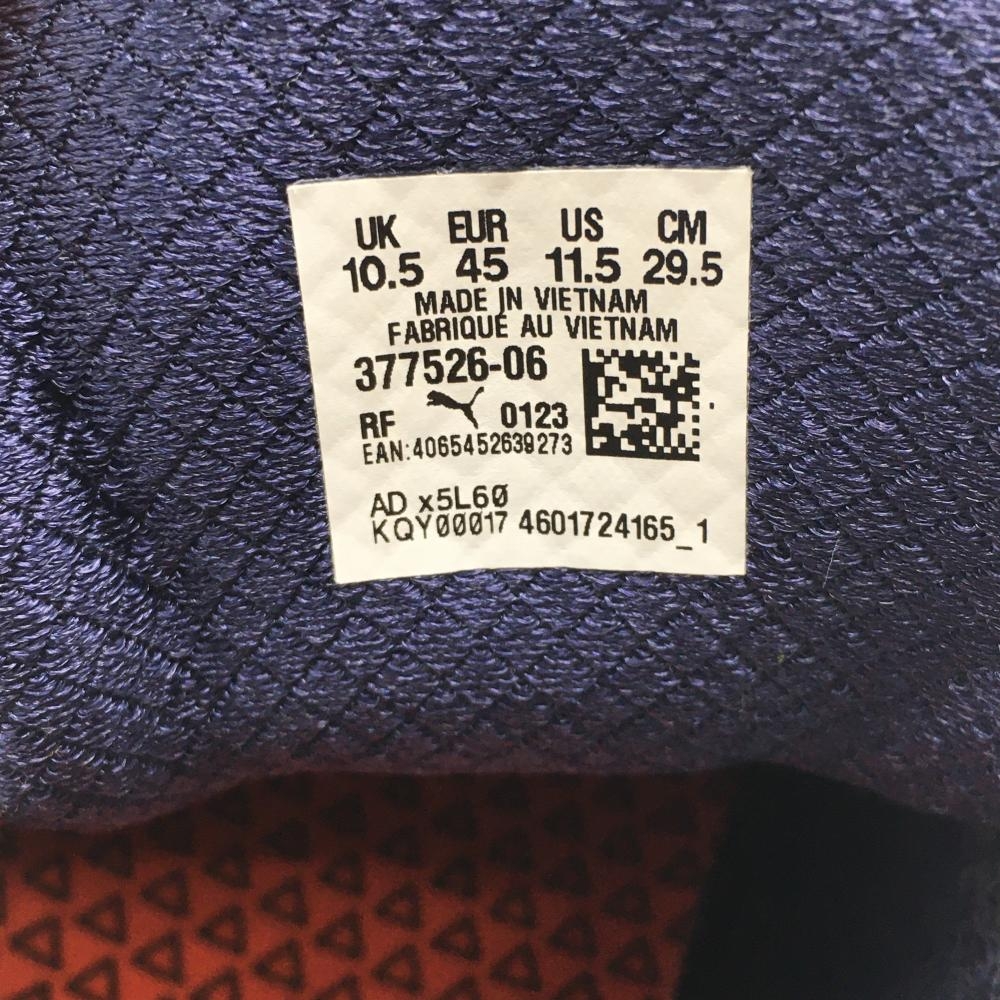 UK EUR US CM
10.5 45 11.5 29.5
MADE IN VIETNAM
FABRIQUÉ AU VIETNAM
377526-06
RF 0123
EAN:4065452639273
AD x5L60
KQY00017 4601724165_1